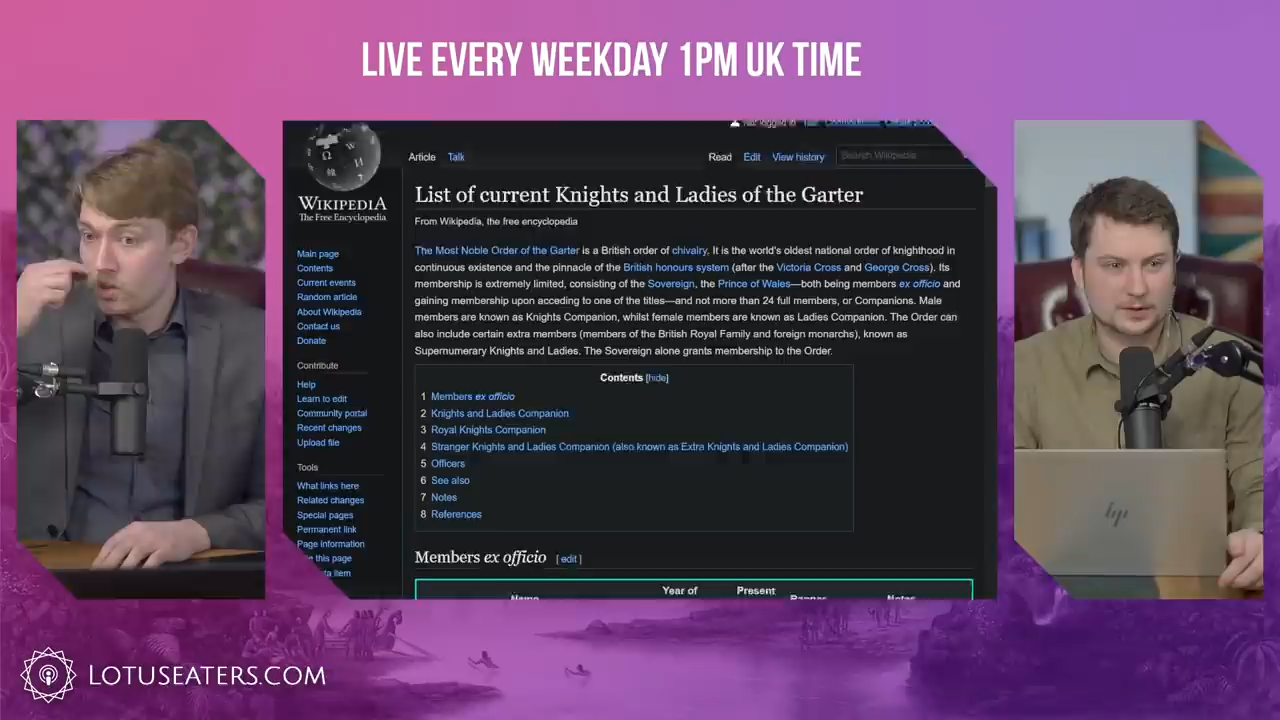 LIVE EVERY WEEKDAY 1PM UK TIME
Article Talk
Read Edit View history
Search Wikipedia
WIKIPEDIA
The Free Encyclopedia
Main page
Contents
Current events
Random article
About Wikipedia
Contact us
Donate
Contribute
Help
Learn to edit
Community portal
Recent changes
Upload file
Tools
What links here
Related changes
Special pages
Permanent link
Page information
this page
item
List of current Knights and Ladies of the Garter
From Wikipedia, the free encyclopedia
The Most Noble Order of the Garter is a British order of chivalry. It is the world's oldest national order of knighthood in
continuous existence and the pinnacle of the British honours system (after the Victoria Cross and George Cross). Its
membership is extremely limited, consisting of the Sovereign, the Prince of Wales—both being members ex officio and
gaining membership upon acceding to one of the titles—and not more than 24 full members, or Companions. Male
members are known as Knights Companion, whilst female members are known as Ladies Companion. The Order can
also include certain extra members (members of the British Royal Family and foreign monarchs), known as
Supernumerary Knights and Ladies. The Sovereign alone grants membership to the Order.
Contents [hide]
1 Members ex officio
2 Knights and Ladies Companion
3 Royal Knights Companion
4 Stranger Knights and Ladies Companion (also known as Extra Knights and Ladies Companion)
5 Officers
6 See also
7 Notes
8 References
Members ex officio [ edit ]
Year of Present
Name Banner Notes
hp
LOTUSEATERS.COM